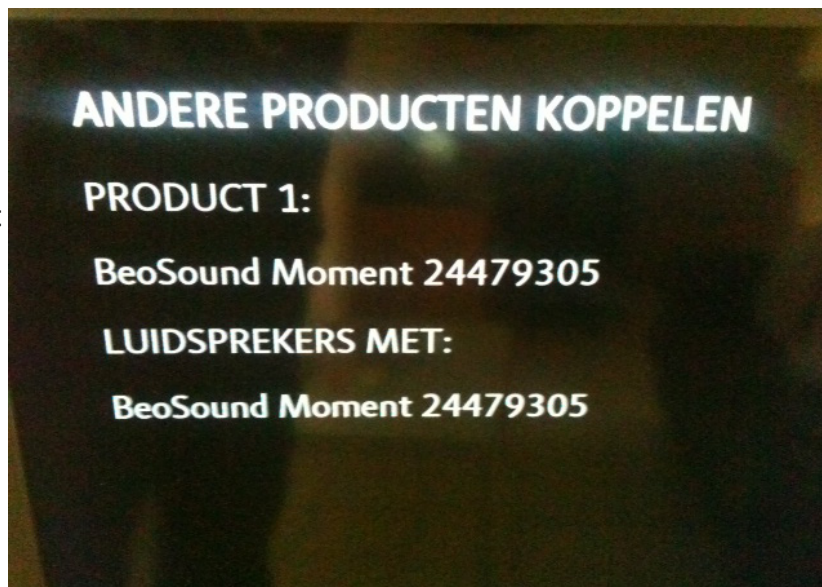 ANDERE PRODUCTEN KOPPELEN
PRODUCT 1:
BeoSound Moment 24479305
LUIDSPREKERS MET:
BeoSound Moment 24479305